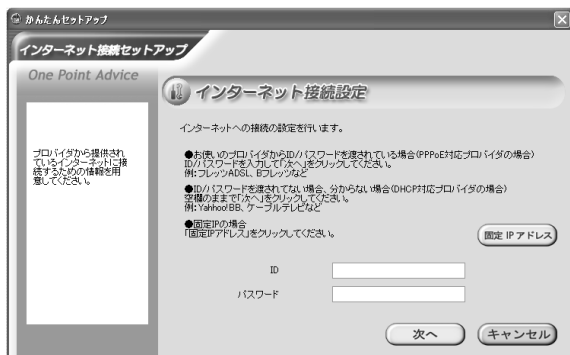 かんたんセットアップ
インターネット接続セットアップ
One Point Advice
プロバイダから提供され
ているインターネットに接
続するための情報を用
意してください。
インターネット接続設定
インターネットへの接続の設定を行います。
●お使いのプロバイダからID/パスワードを渡されている場合(PPPoE対応プロバイダの場合)
ID/パスワードを入力して「次へ」をクリックしてください。
例:フレッツADSL、Bフレッツなど
●ID/パスワードを渡されてない場合、分からない場合(DHCP対応プロバイダの場合)
空欄のままで「次へ」をクリックしてください。
例:Yahoo!BB、ケーブルテレビなど
●固定IPの場合
「固定IPアドレス」をクリックしてください。
固定 IP アドレス
ID
パスワード
次へ
キャンセル